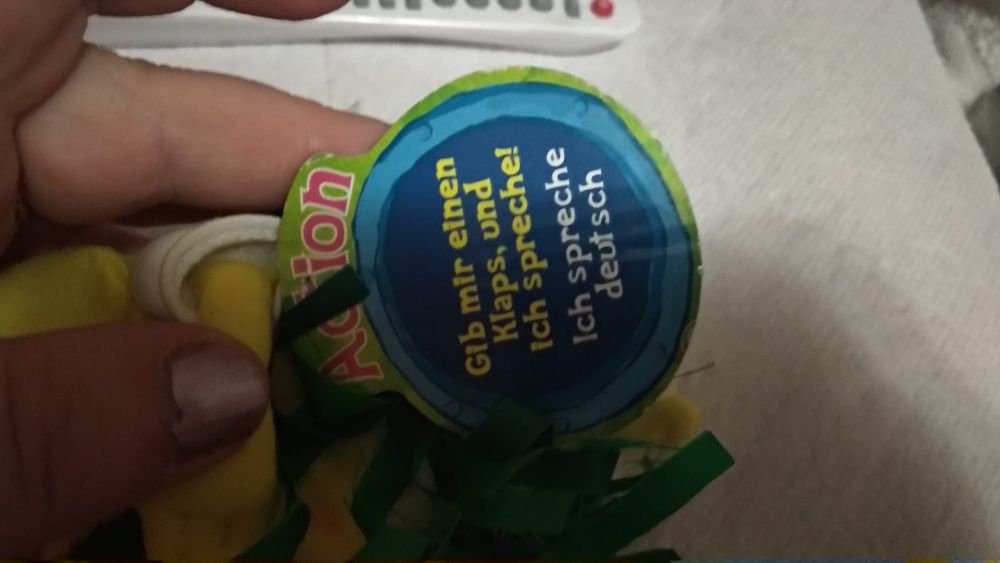 Action
Gib mir einen
Klaps, und
ich spreche!
Ich spreche
deutsch